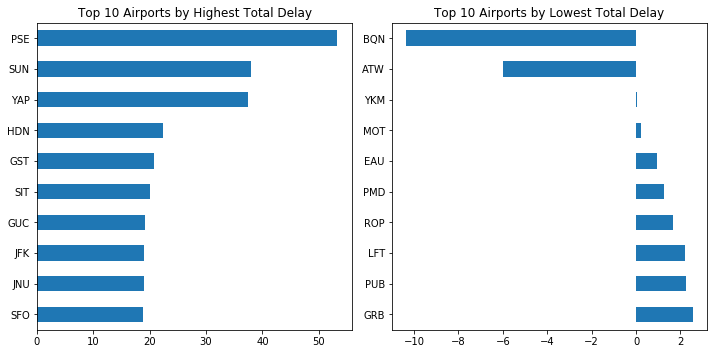 Top 10 Airports by Highest Total Delay
PSE
SUN
YAP
HDN
GST
SIT
GUC
JFK
JNU
SFO
0 10 20 30 40 50
Top 10 Airports by Lowest Total Delay
BQN
ATW
YKM
MOT
EAU
PMD
ROP
LFT
PUB
GRB
−10 −8 −6 −4 −2 0 2